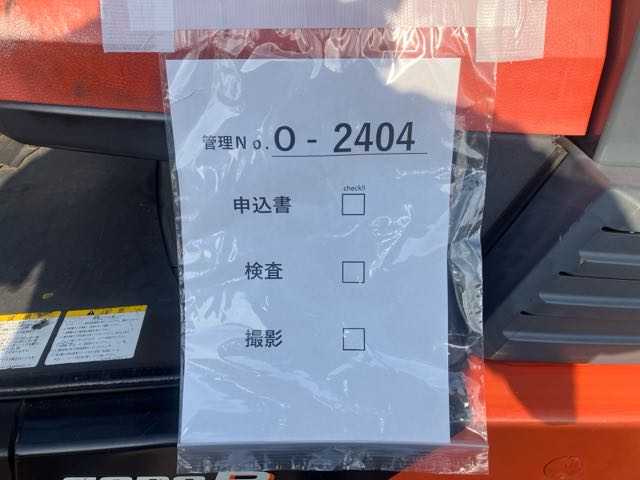 管理No. O - 2404
check!!
申込書 □
検査 □
撮影 □